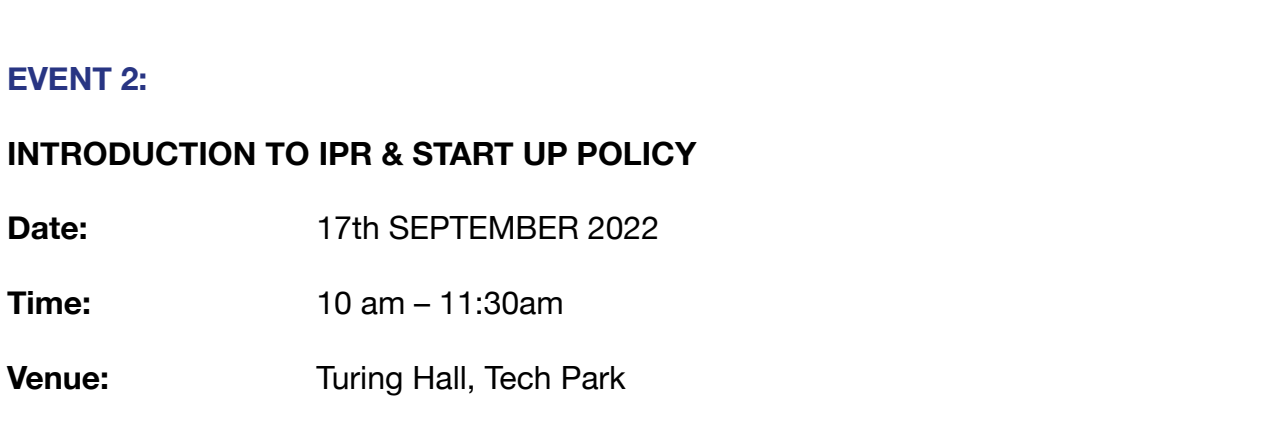 EVENT 2:
INTRODUCTION TO IPR & START UP POLICY
Date: 17th SEPTEMBER 2022
Time: 10 am – 11:30am
Venue: Turing Hall, Tech Park